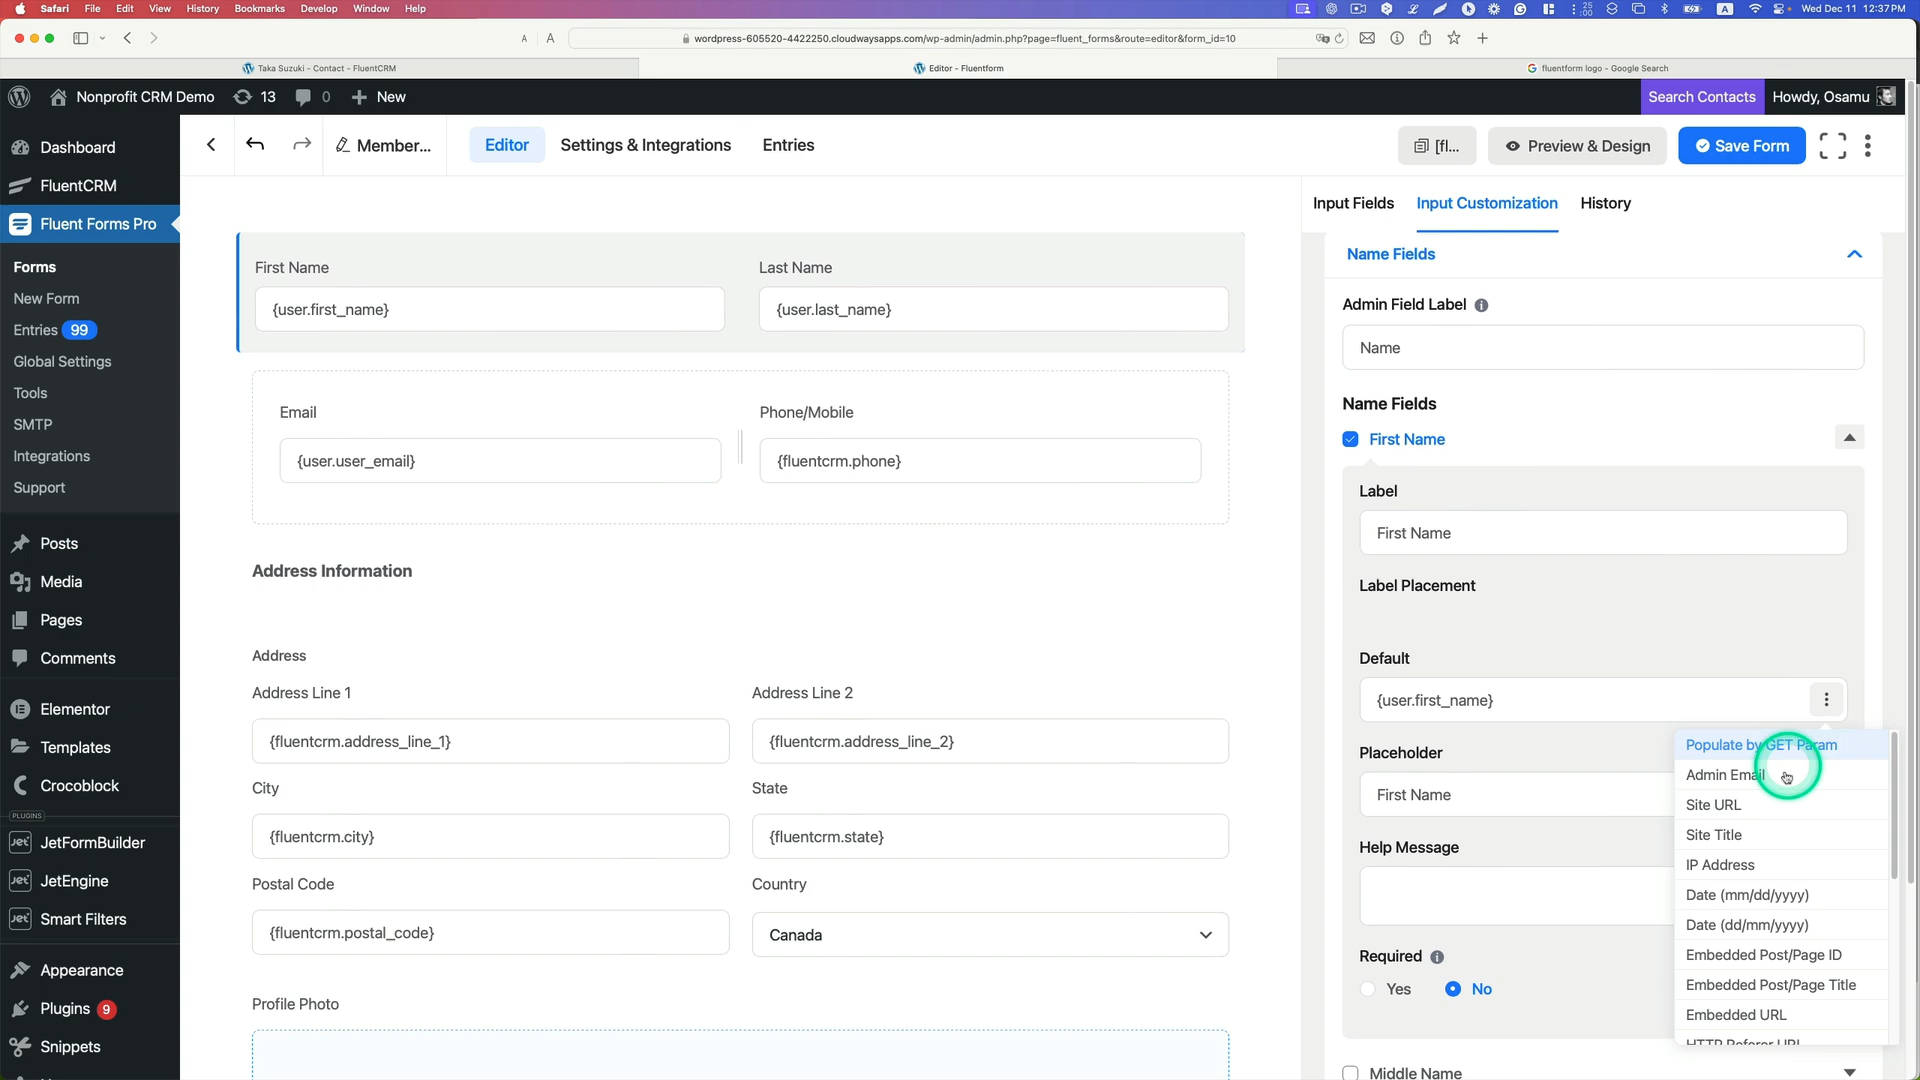 Safari File Edit View History Bookmarks Develop Window Help
Wed Dec 11 12:37 PM
wordpress-605520-4422250.cloudwaysapps.com/wp-admin/admin.php?page=fluent_forms&route=editor&form_id=10
Taka Suzuki - Contact - FluentCRM
Editor - Fluentform
fluentform logo - Google Search
Nonprofit CRM Demo 13 0 New
Search Contacts Howdy, Osamu
Dashboard
FluentCRM
Fluent Forms Pro
Forms
New Form
Entries 99
Global Settings
Tools
SMTP
Integrations
Support
Posts
Media
Pages
Comments
Elementor
Templates
Crocoblock
PLUGINS
JetFormBuilder
JetEngine
Smart Filters
Appearance
Plugins 9
Snippets
Member...
Editor Settings & Integrations Entries
[fl... Preview & Design Save Form
First Name Last Name
{user.first_name} {user.last_name}
Email Phone/Mobile
{user.user_email} {fluentcrm.phone}
Address Information
Address
Address Line 1 Address Line 2
{fluentcrm.address_line_1} {fluentcrm.address_line_2}
City State
{fluentcrm.city} {fluentcrm.state}
Postal Code Country
{fluentcrm.postal_code} Canada
Profile Photo
Input Fields Input Customization History
Name Fields
Admin Field Label
Name
Name Fields
First Name
Label
First Name
Label Placement
Default
{user.first_name}
Placeholder
First Name
Help Message
Required
Yes No
Middle Name
Populate by GET Param
Admin Email
Site URL
Site Title
IP Address
Date (mm/dd/yyyy)
Date (dd/mm/yyyy)
Embedded Post/Page ID
Embedded Post/Page Title
Embedded URL
HTTP Referer URL